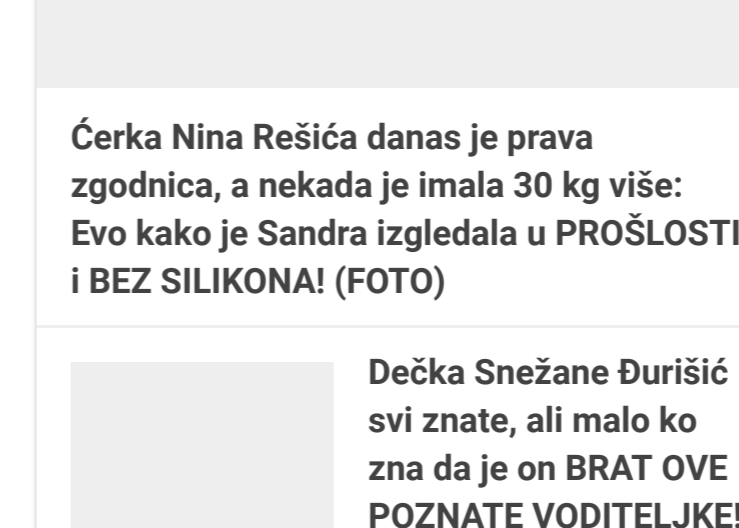 Ćerka Nina Rešića danas je prava
zgodnica, a nekada je imala 30 kg više:
Evo kako je Sandra izgledala u PROŠLOSTI
i BEZ SILIKONA! (FOTO)
Dečka Snežane Đurišić
svi znate, ali malo ko
zna da je on BRAT OVE
POZNATE VODITELJKE!